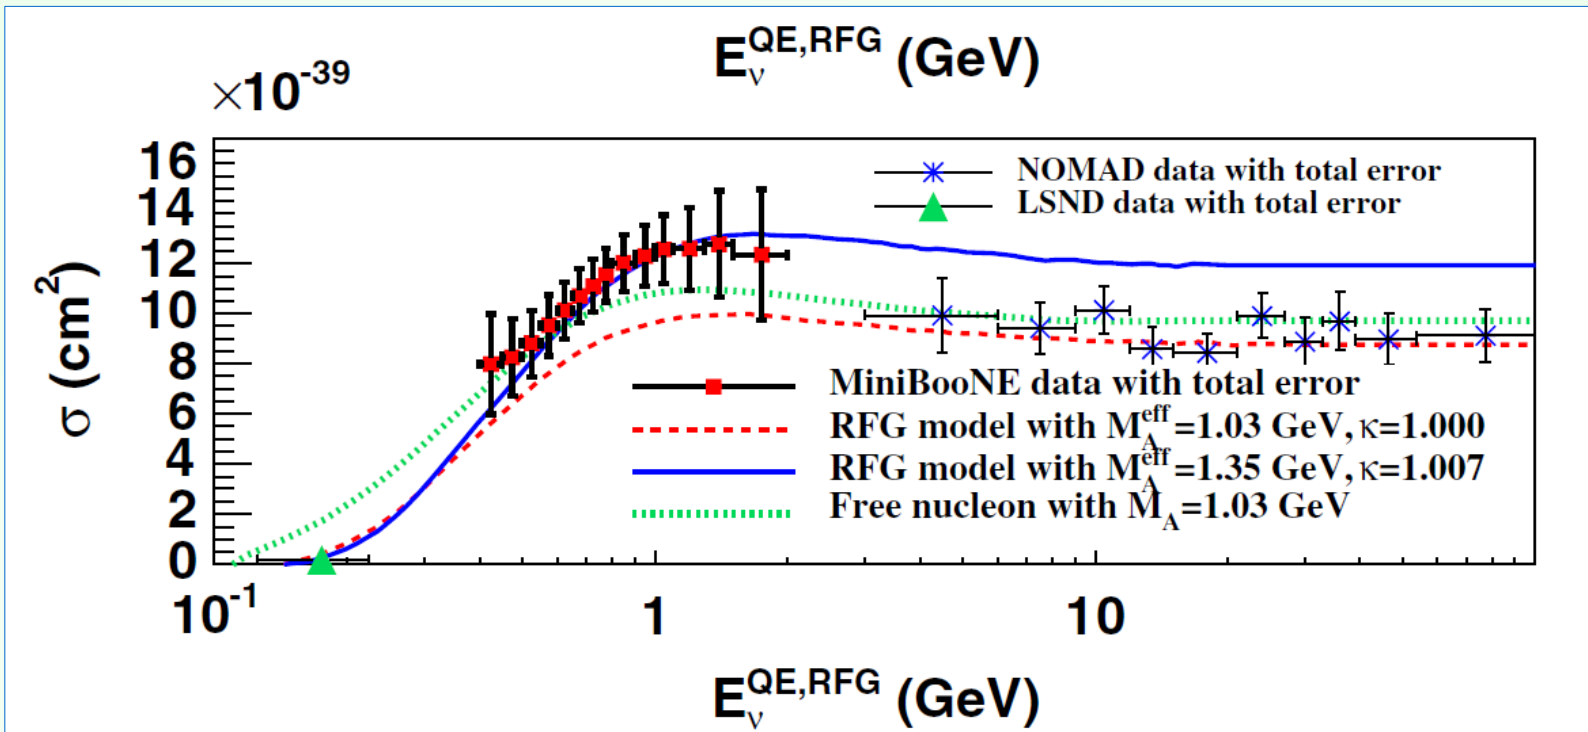 E_ν^QE,RFG (GeV)
×10^-39
σ (cm^2)
16
14
12
10
8
6
4
2
0
NOMAD data with total error
LSND data with total error
MiniBooNE data with total error
RFG model with M_A^eff=1.03 GeV, κ=1.000
RFG model with M_A^eff=1.35 GeV, κ=1.007
Free nucleon with M_A=1.03 GeV
10^-1
1
10
E_ν^QE,RFG (GeV)